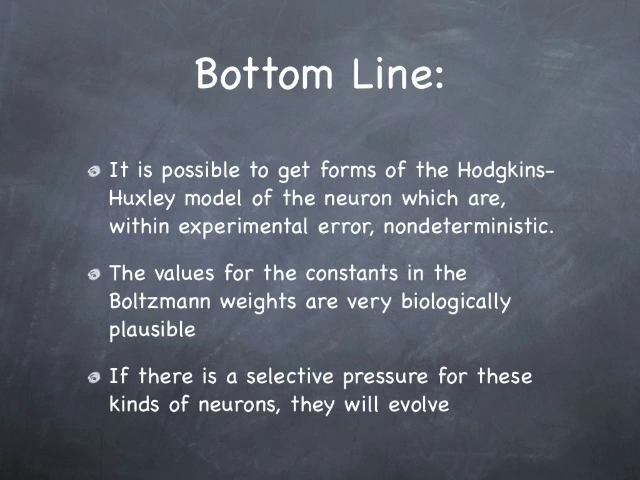 Bottom Line:
It is possible to get forms of the Hodgkins-
Huxley model of the neuron which are,
within experimental error, nondeterministic.
The values for the constants in the
Boltzmann weights are very biologically
plausible
If there is a selective pressure for these
kinds of neurons, they will evolve